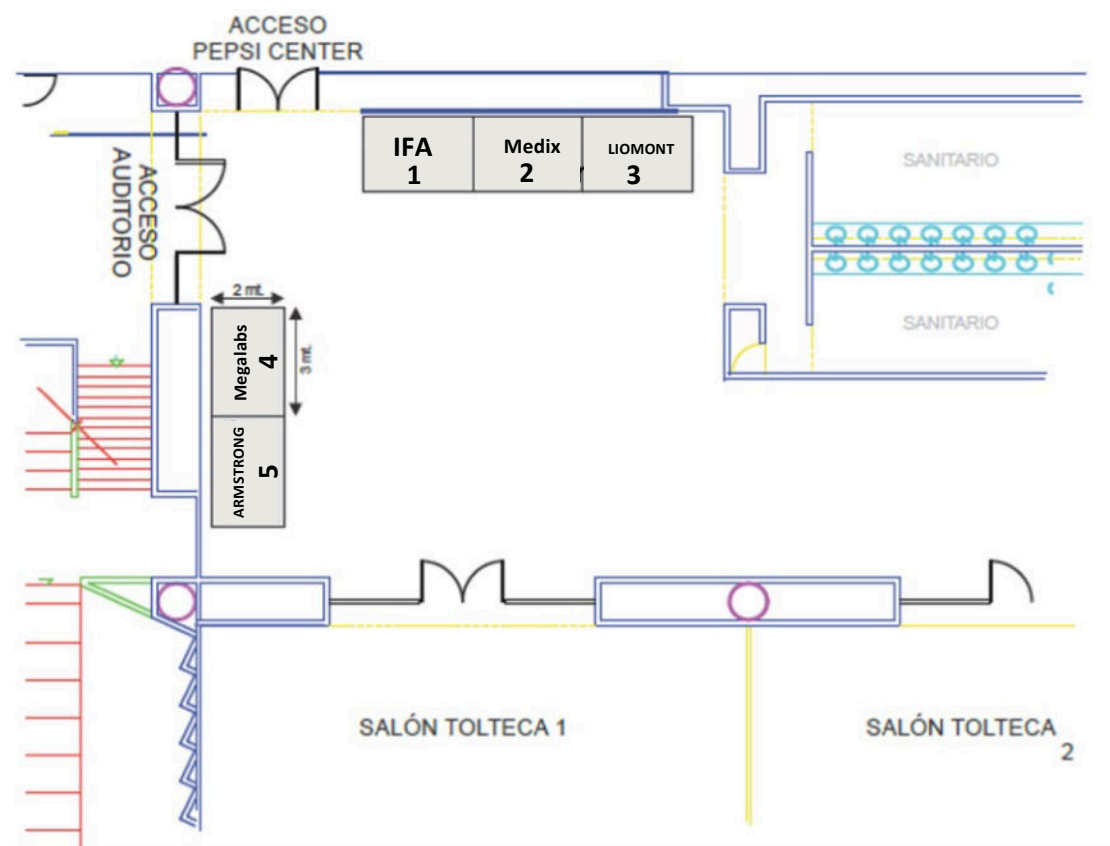 ACCESO
PEPSI CENTER
IFA
1
Medix
2
LIOMONT
3
SANITARIO
ACCESO
AUDITORIO
2 mt.
SANITARIO
Megalabs
4
3 mt.
ARMSTRONG
5
SALÓN TOLTECA 1
SALÓN TOLTECA
2